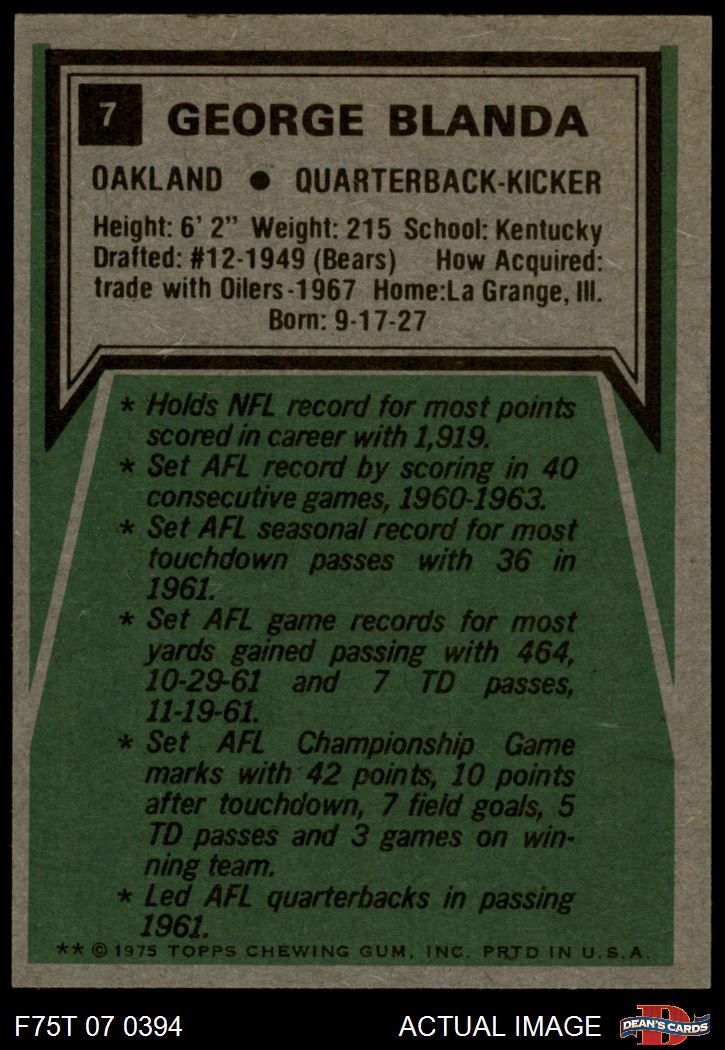 7
GEORGE BLANDA
OAKLAND ● QUARTERBACK-KICKER
Height: 6' 2" Weight: 215 School: Kentucky
Drafted: #12-1949 (Bears) How Acquired:
trade with Oilers-1967 Home:La Grange, Ill.
Born: 9-17-27
* Holds NFL record for most points
scored in career with 1,919.
* Set AFL record by scoring in 40
consecutive games, 1960-1963.
* Set AFL seasonal record for most
touchdown passes with 36 in
1961.
* Set AFL game records for most
yards gained passing with 464,
10-29-61 and 7 TD passes,
11-19-61.
* Set AFL Championship Game
marks with 42 points, 10 points
after touchdown, 7 field goals, 5
TD passes and 3 games on win-
ning team.
* Led AFL quarterbacks in passing
1961.
** © 1975 TOPPS CHEWING GUM, INC. PRTD IN U.S.A.
F75T 07 0394 ACTUAL IMAGE
D
DEAN'S CARDS